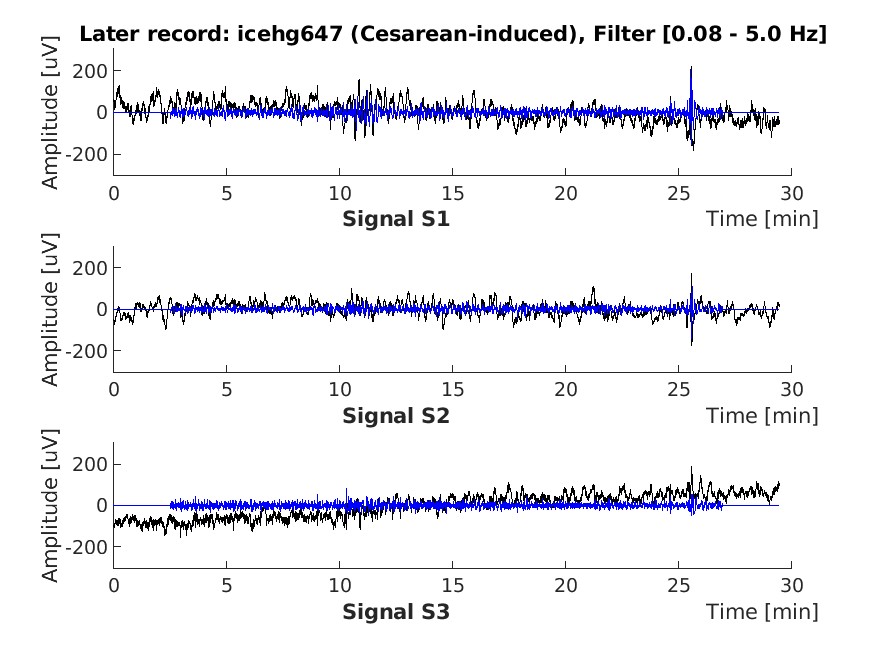 Later record: icehg647 (Cesarean-induced), Filter [0.08 - 5.0 Hz]
Amplitude [uV]
200
0
-200
0 5 10 15 20 25 30
Signal S1 Time [min]
Amplitude [uV]
200
0
-200
0 5 10 15 20 25 30
Signal S2 Time [min]
Amplitude [uV]
200
0
-200
0 5 10 15 20 25 30
Signal S3 Time [min]